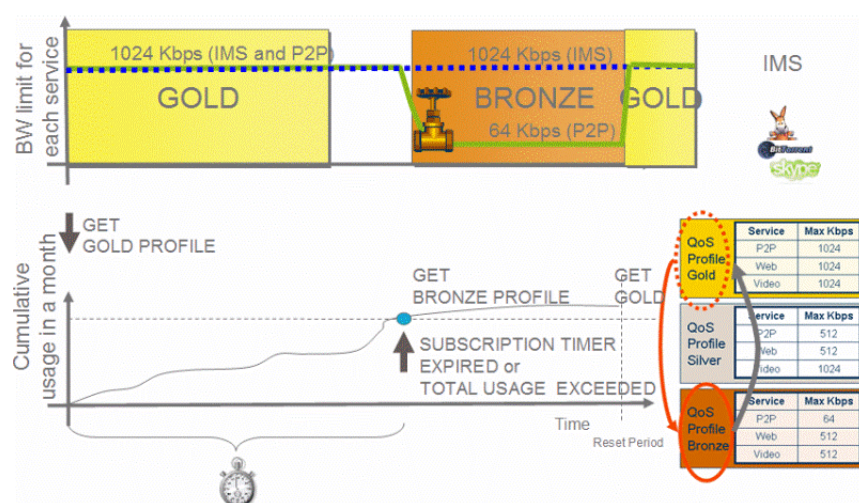 BW limit for
each service
1024 Kbps (IMS and P2P)
GOLD
1024 Kbps (IMS)
BRONZE
64 Kbps (P2P)
GOLD
IMS
BitTorrent
skype
GET
GOLD PROFILE
Cumulative
usage in a month
GET
BRONZE PROFILE
GET
GOLD
SUBSCRIPTION TIMER
EXPIRED or
TOTAL USAGE EXCEEDED
Time
Reset Period
QoS
Profile
Gold
Service Max Kbps
P2P 1024
Web 1024
Video 1024
QoS
Profile
Silver
Service Max Kbps
P2P 512
Web 512
Video 1024
QoS
Profile
Bronze
Service Max Kbps
P2P 64
Web 512
Video 512